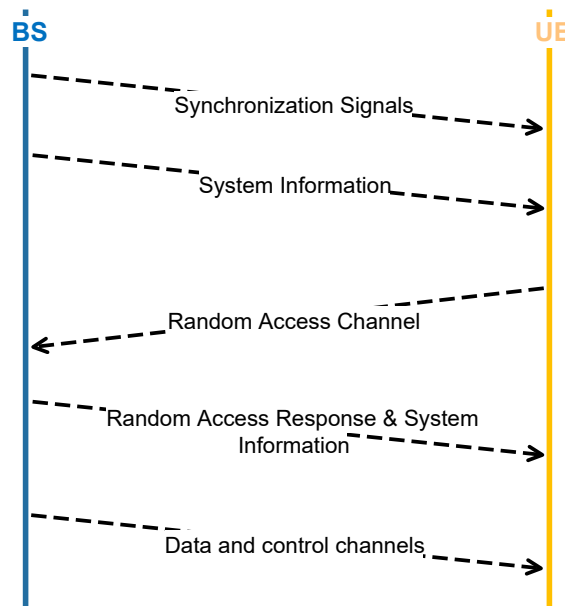 BS
UE
Synchronization Signals
System Information
Random Access Channel
Random Access Response & System
Information
Data and control channels